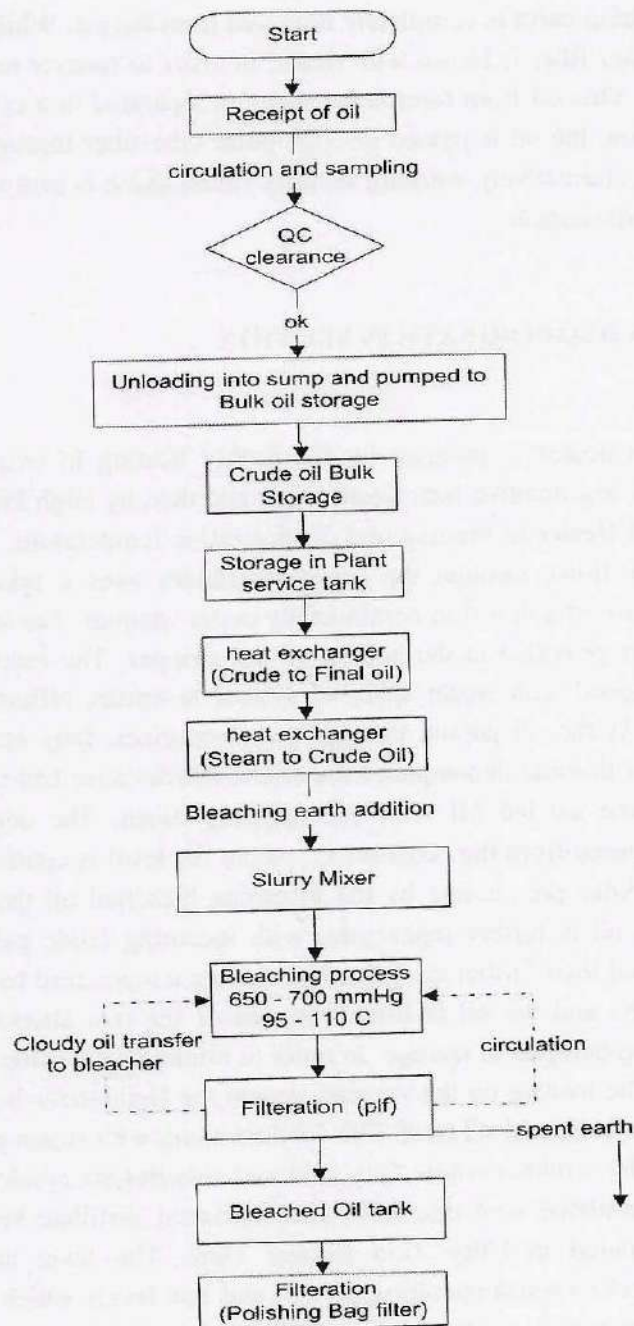 Start
Receipt of oil
circulation and sampling
QC
clearance
ok
Unloading into sump and pumped to
Bulk oil storage
Crude oil Bulk
Storage
Storage in Plant
service tank
heat exchanger
(Crude to Final oil)
heat exchanger
(Steam to Crude Oil)
Bleaching earth addition
Slurry Mixer
Bleaching process
650 - 700 mmHg
95 - 110 C
Cloudy oil transfer
to bleacher
circulation
Filteration (plf)
spent earth
Bleached Oil tank
Filteration
(Polishing Bag filter)